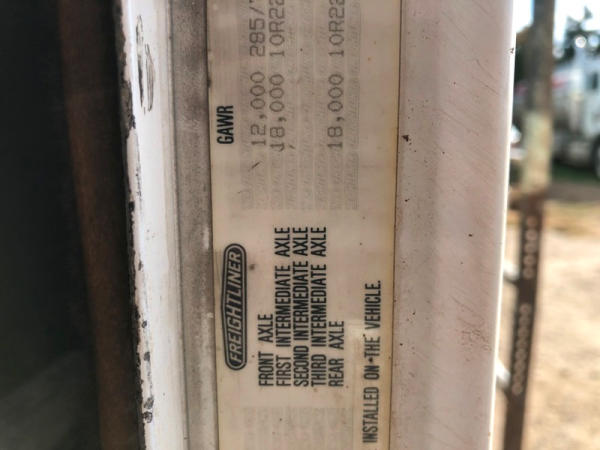 FREIGHTLINER
GAWR
FRONT AXLE 12,000 285/
FIRST INTERMEDIATE AXLE 18,000 10R22
SECOND INTERMEDIATE AXLE
THIRD INTERMEDIATE AXLE
REAR AXLE 18,000 10R22
INSTALLED ON THE VEHICLE.